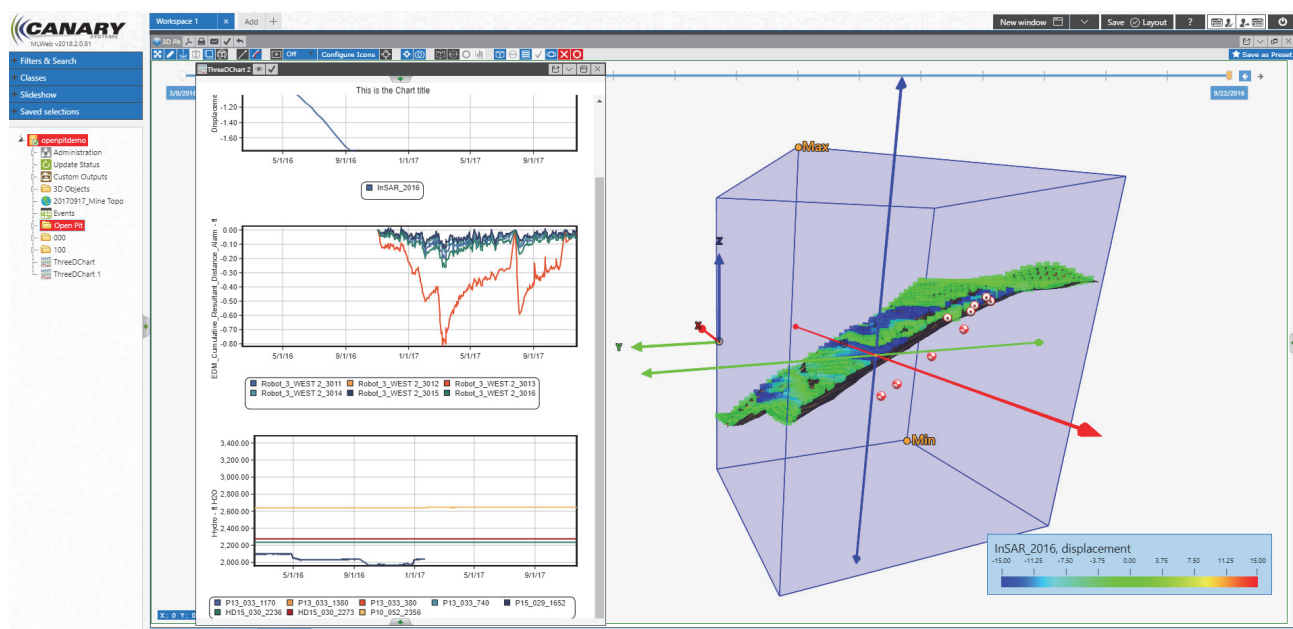 CANARY
SYSTEMS
MLWeb v2018.2.0.81
Workspace 1 × Add +
New window Save Layout ?
3D Pit
Off Configure Icons
Save as Preset
Filters & Search
Classes
Slideshow
Saved selections
openpitdemo
Administration
Update Status
Custom Outputs
3D Objects
20170917_Mine Topo
Events
Open Pit
000
100
ThreeDChart
ThreeDChart 1
3/8/2016
9/22/2016
ThreeDChart 2
This is the Chart title
Displaceme
-1.20
-1.40
-1.60
5/1/16 9/1/16 1/1/17 5/1/17 9/1/17
InSAR_2016
EDM_Cumulative_Resultant_Distance_Alarm - ft
0.00
-0.10
-0.20
-0.30
-0.40
-0.50
-0.60
-0.70
-0.80
5/1/16 9/1/16 1/1/17 5/1/17 9/1/17
Robot_3_WEST 2_3011 Robot_3_WEST 2_3012 Robot_3_WEST 2_3013
Robot_3_WEST 2_3014 Robot_3_WEST 2_3015 Robot_3_WEST 2_3016
Hydro - ft H2O
3,400.00
3,200.00
3,000.00
2,800.00
2,600.00
2,400.00
2,200.00
2,000.00
5/1/16 9/1/16 1/1/17 5/1/17 9/1/17
P13_033_1170 P13_033_1380 P13_033_380 P13_033_740 P15_029_1652
HD15_030_2236 HD15_030_2273 P10_052_2356
X: 0 Y: 0
Max
Z
X
Y
Min
InSAR_2016, displacement
-15.00 -11.25 -7.50 -3.75 0.00 3.75 7.50 11.25 15.00